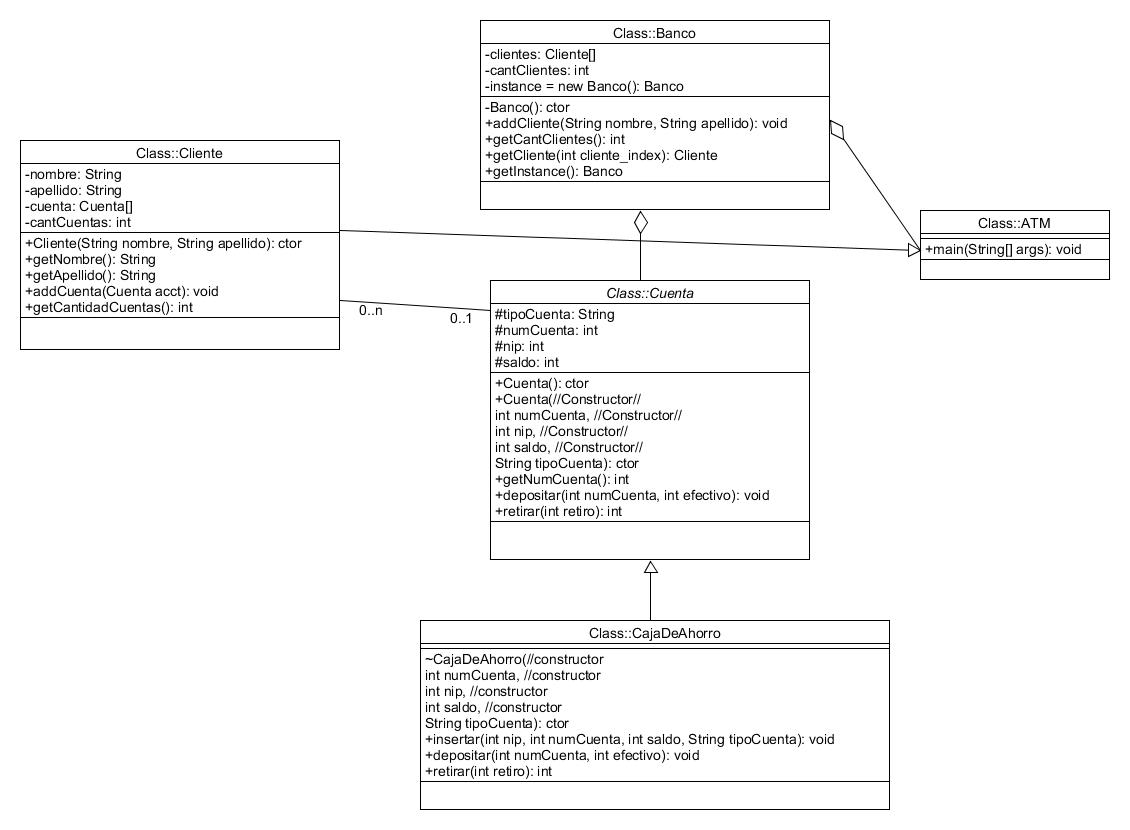 Class::Banco
-clientes: Cliente[]
-cantClientes: int
-instance = new Banco(): Banco
-Banco(): ctor
+addCliente(String nombre, String apellido): void
+getCantClientes(): int
+getCliente(int cliente_index): Cliente
+getInstance(): Banco
Class::Cliente
-nombre: String
-apellido: String
-cuenta: Cuenta[]
-cantCuentas: int
+Cliente(String nombre, String apellido): ctor
+getNombre(): String
+getApellido(): String
+addCuenta(Cuenta acct): void
+getCantidadCuentas(): int
Class::ATM
+main(String[] args): void
0..n
0..1
Class::Cuenta
#tipoCuenta: String
#numCuenta: int
#nip: int
#saldo: int
+Cuenta(): ctor
+Cuenta(//Constructor//
int numCuenta, //Constructor//
int nip, //Constructor//
int saldo, //Constructor//
String tipoCuenta): ctor
+getNumCuenta(): int
+depositar(int numCuenta, int efectivo): void
+retirar(int retiro): int
Class::CajaDeAhorro
~CajaDeAhorro(//constructor
int numCuenta, //constructor
int nip, //constructor
int saldo, //constructor
String tipoCuenta): ctor
+insertar(int nip, int numCuenta, int saldo, String tipoCuenta): void
+depositar(int numCuenta, int efectivo): void
+retirar(int retiro): int